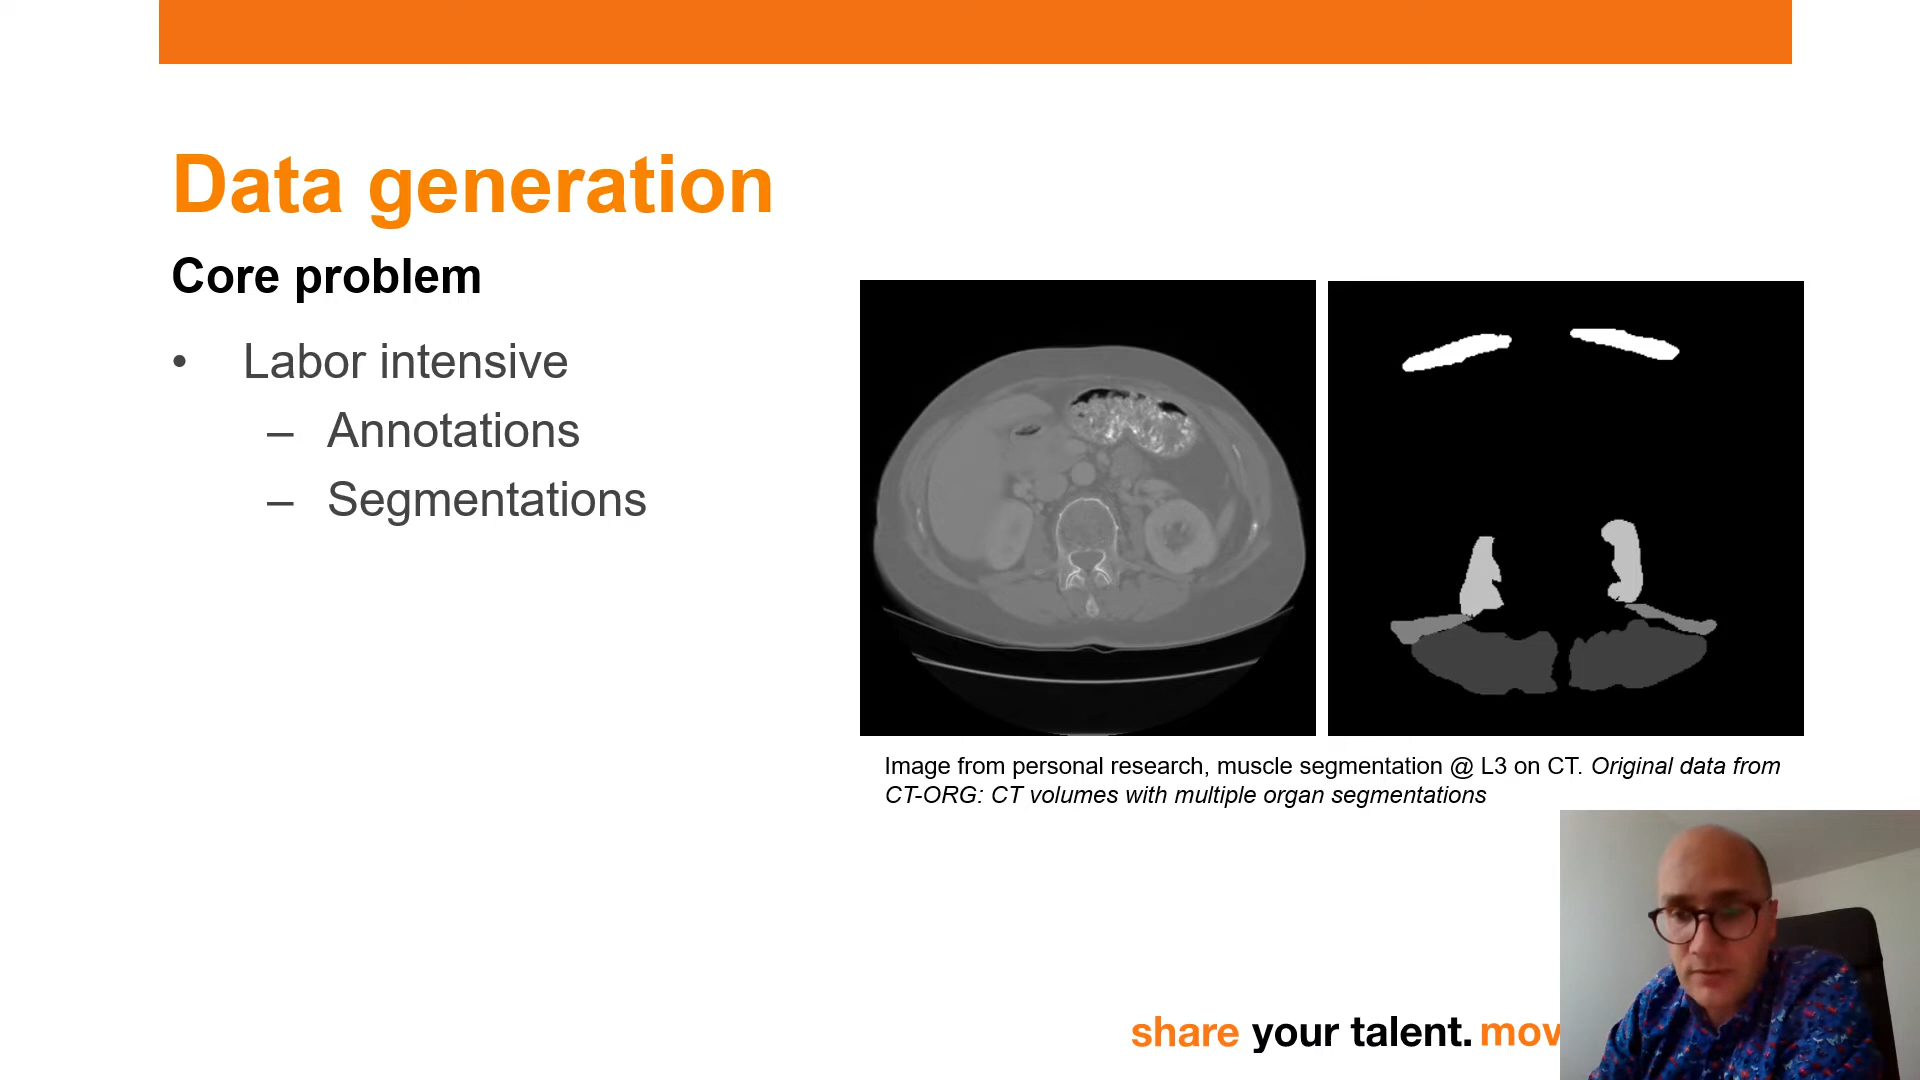 Data generation
Core problem
• Labor intensive
– Annotations
– Segmentations
Image from personal research, muscle segmentation @ L3 on CT. Original data from
CT-ORG: CT volumes with multiple organ segmentations
share your talent. mov